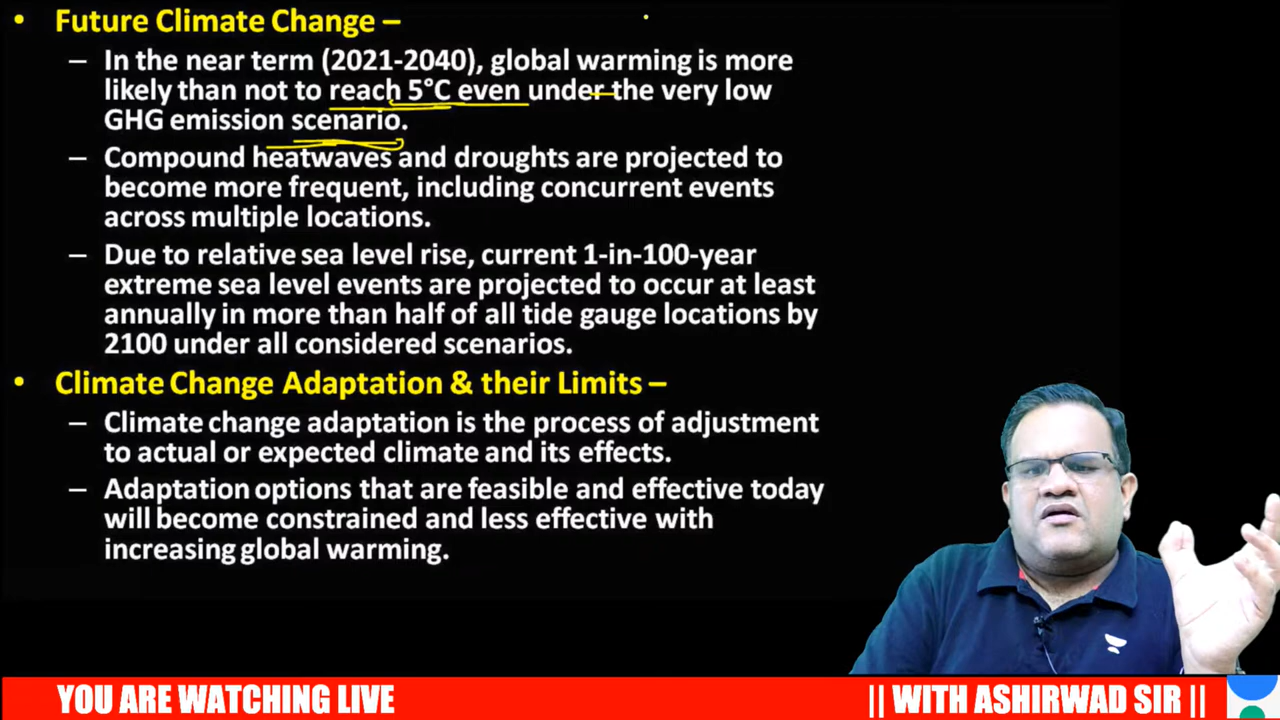 • Future Climate Change –
– In the near term (2021-2040), global warming is more
likely than not to reach 5°C even under the very low
GHG emission scenario.
– Compound heatwaves and droughts are projected to
become more frequent, including concurrent events
across multiple locations.
– Due to relative sea level rise, current 1-in-100-year
extreme sea level events are projected to occur at least
annually in more than half of all tide gauge locations by
2100 under all considered scenarios.
• Climate Change Adaptation & their Limits –
– Climate change adaptation is the process of adjustment
to actual or expected climate and its effects.
– Adaptation options that are feasible and effective today
will become constrained and less effective with
increasing global warming.
YOU ARE WATCHING LIVE
|| WITH ASHIRWAD SIR ||